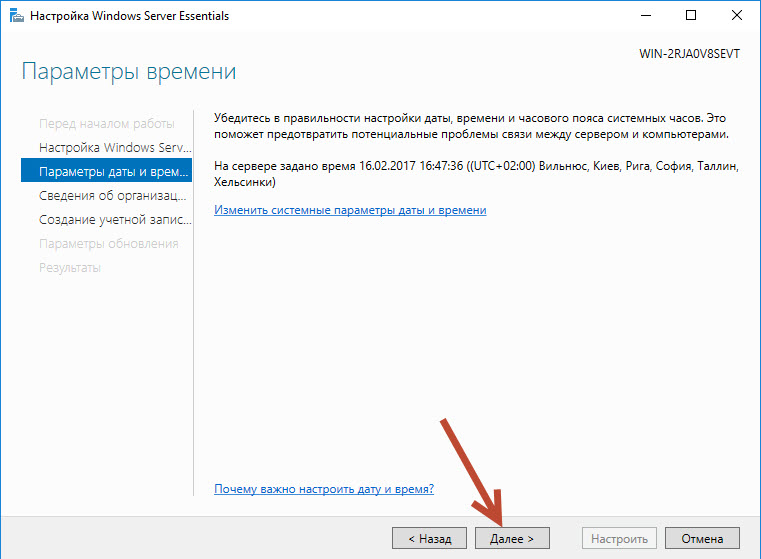 Настройка Windows Server Essentials
WIN-2RJA0V8SEVT
Параметры времени
Перед началом работы
Настройка Windows Serv...
Параметры даты и врем...
Сведения об организац...
Создание учетной запис...
Параметры обновления
Результаты
Убедитесь в правильности настройки даты, времени и часового пояса системных часов. Это
поможет предотвратить потенциальные проблемы связи между сервером и компьютерами.
На сервере задано время 16.02.2017 16:47:36 ((UTC+02:00) Вильнюс, Киев, Рига, София, Таллин,
Хельсинки)
Изменить системные параметры даты и времени
Почему важно настроить дату и время?
< Назад
Далее >
Настроить
Отмена